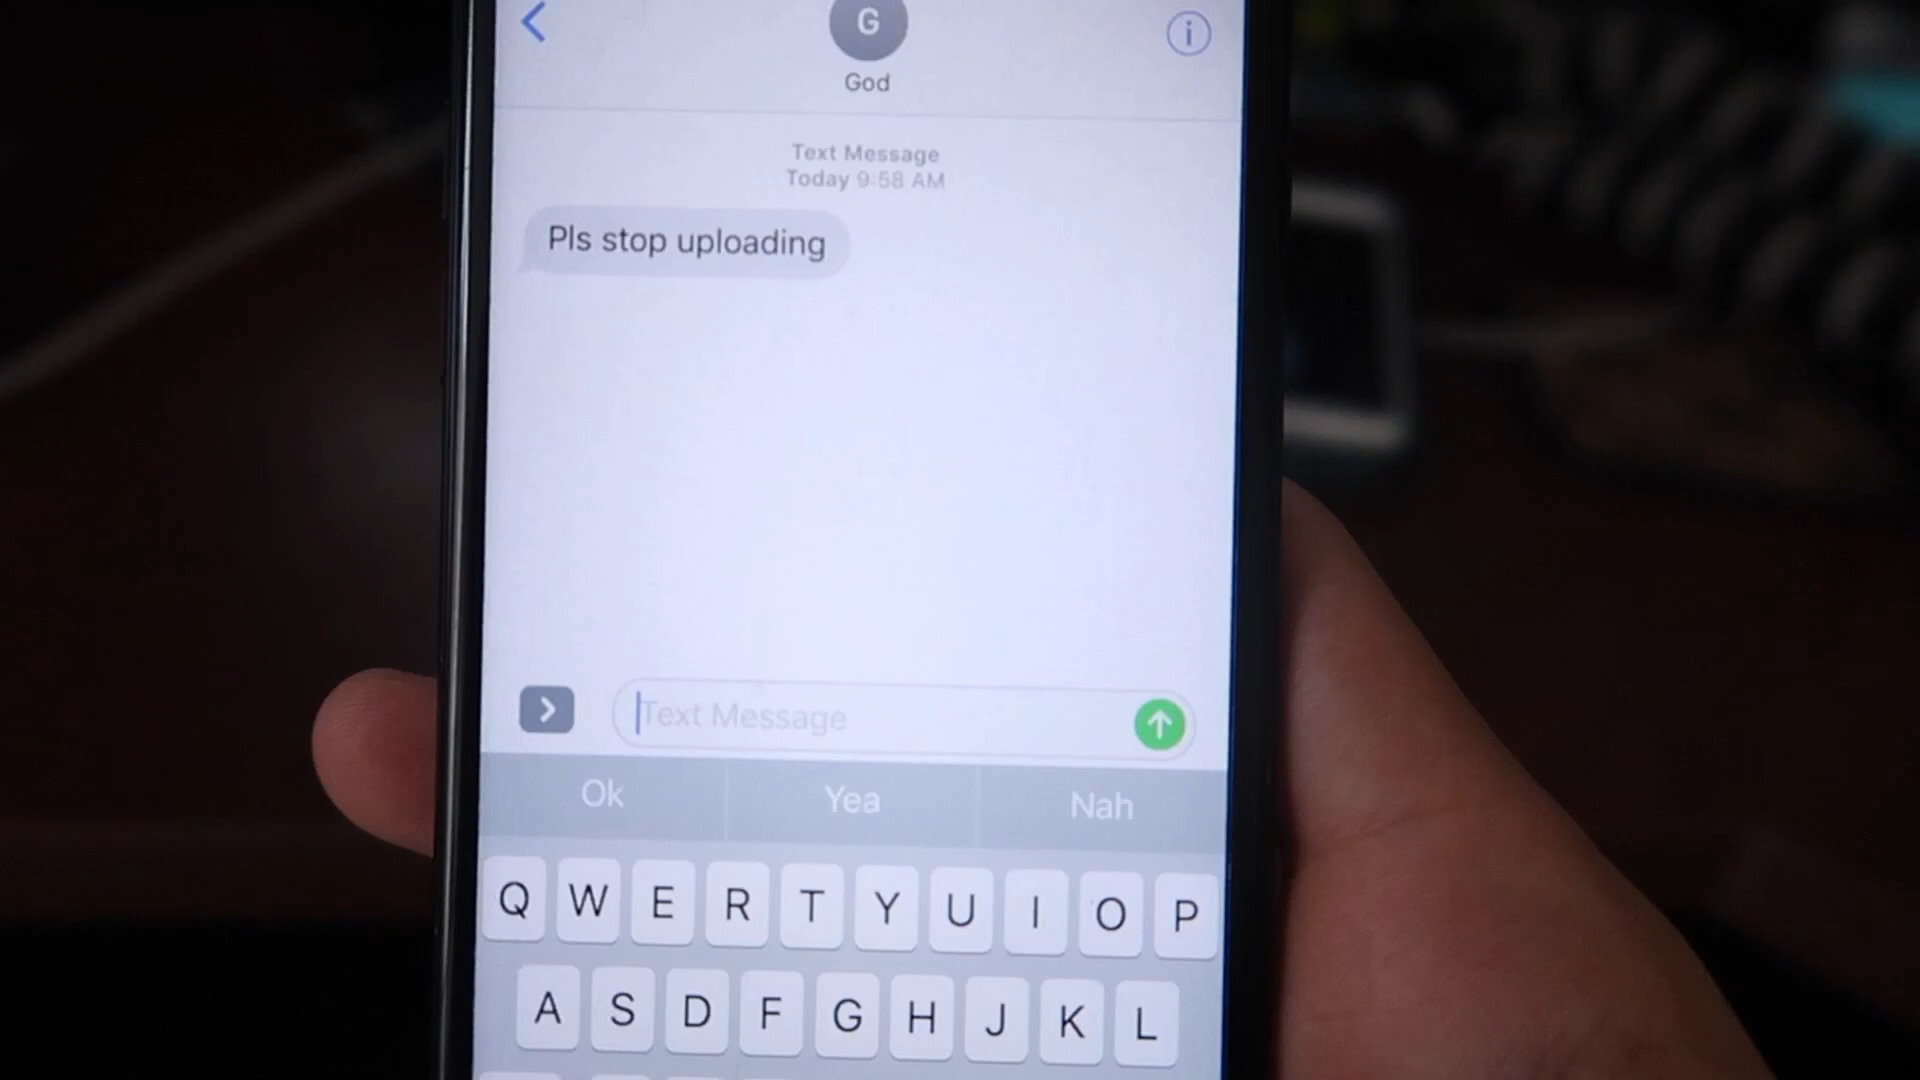 G
God
Text Message
Today 9:58 AM
Pls stop uploading
Text Message
Ok Yea Nah
Q W E R T Y U I O P
A S D F G H J K L